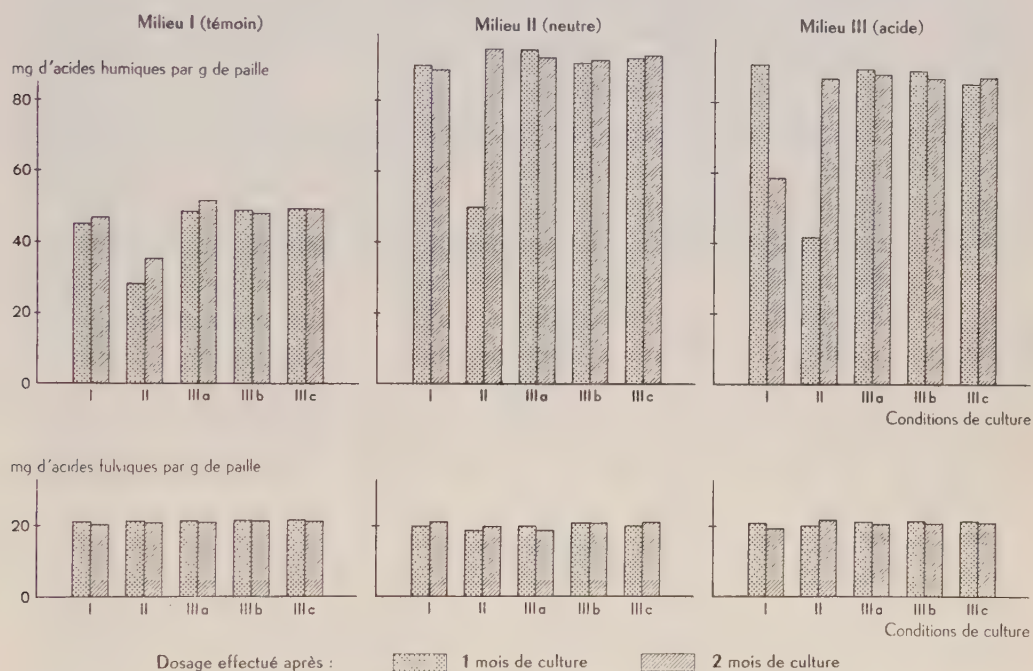 Milieu I (témoin) Milieu II (neutre) Milieu III (acide)
mg d'acides humiques par g de paille
80
60
40
20
0
I II IIIa IIIb IIIc I II IIIa IIIb IIIc I II IIIa IIIb IIIc
Conditions de culture
mg d'acides fulviques par g de paille
20
0
I II IIIa IIIb IIIc I II IIIa IIIb IIIc I II IIIa IIIb IIIc
Conditions de culture
Dosage effectué après : 1 mois de culture 2 mois de culture